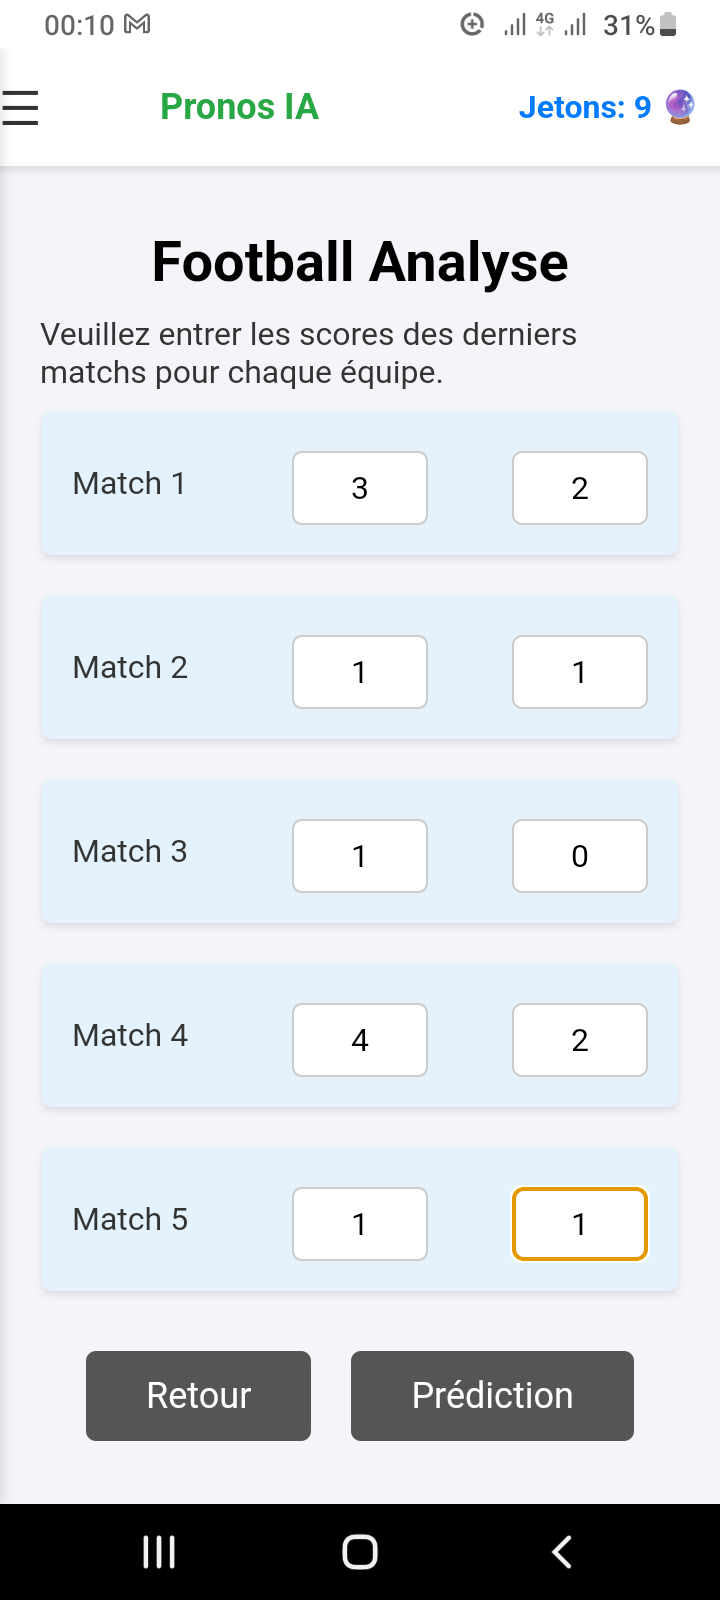 00:10 4G 31%
Pronos IA Jetons: 9
Football Analyse
Veuillez entrer les scores des derniers
matchs pour chaque équipe.
Match 1 3 2
Match 2 1 1
Match 3 1 0
Match 4 4 2
Match 5 1 1
Retour Prédiction